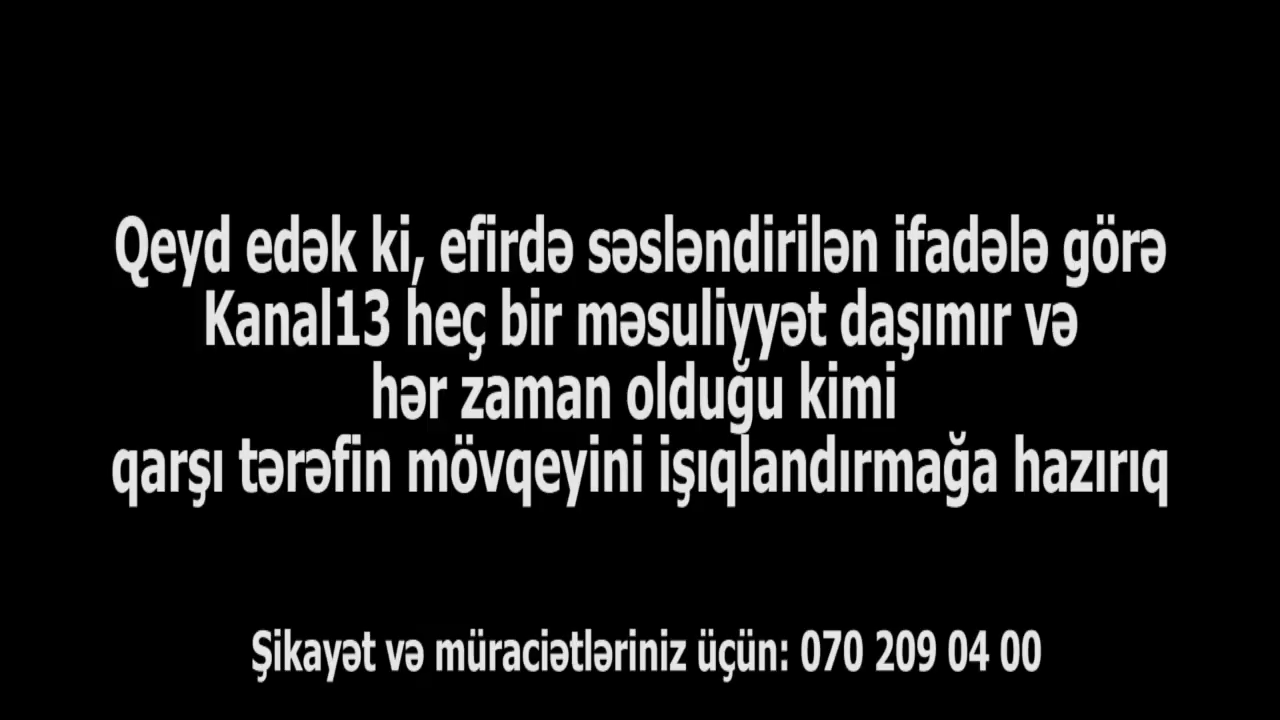 Qeyd edək ki, efirdə səsləndirilən ifadələ görə
Kanal13 heç bir məsuliyyət daşımır və
hər zaman olduğu kimi
qarşı tərəfin mövqeyini işıqlandırmağa hazırıq
Şikayət və müraciətləriniz üçün: 070 209 04 00